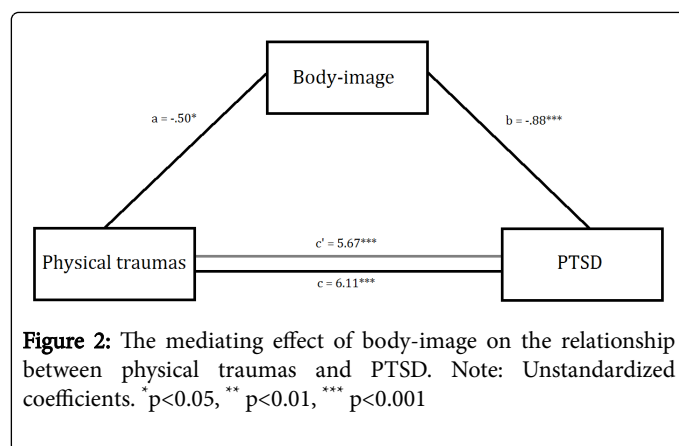 Body-image
a = -.50*
b = -.88***
Physical traumas
c' = 5.67***
c = 6.11***
PTSD
Figure 2: The mediating effect of body-image on the relationship
between physical traumas and PTSD. Note: Unstandardized
coefficients. *p<0.05, ** p<0.01, *** p<0.001